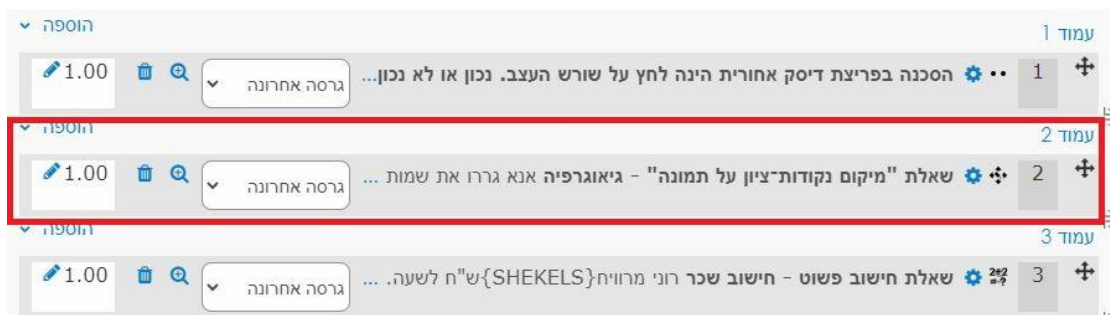 עמוד 1 הוספה
1 הסכנה בפריצת דיסק אחורית הינה לחץ על שורש העצב. נכון או לא נכון... גרסה אחרונה 1.00
עמוד 2 הוספה
2 שאלת "מיקום נקודות־ציון על תמונה" - גיאוגרפיה אנא גררו את שמות ... גרסה אחרונה 1.00
עמוד 3 הוספה
3 2+2 =? שאלת חישוב פשוט - חישוב שכר רוני מרוויח{SHEKELS}ש"ח לשעה. ... גרסה אחרונה 1.00